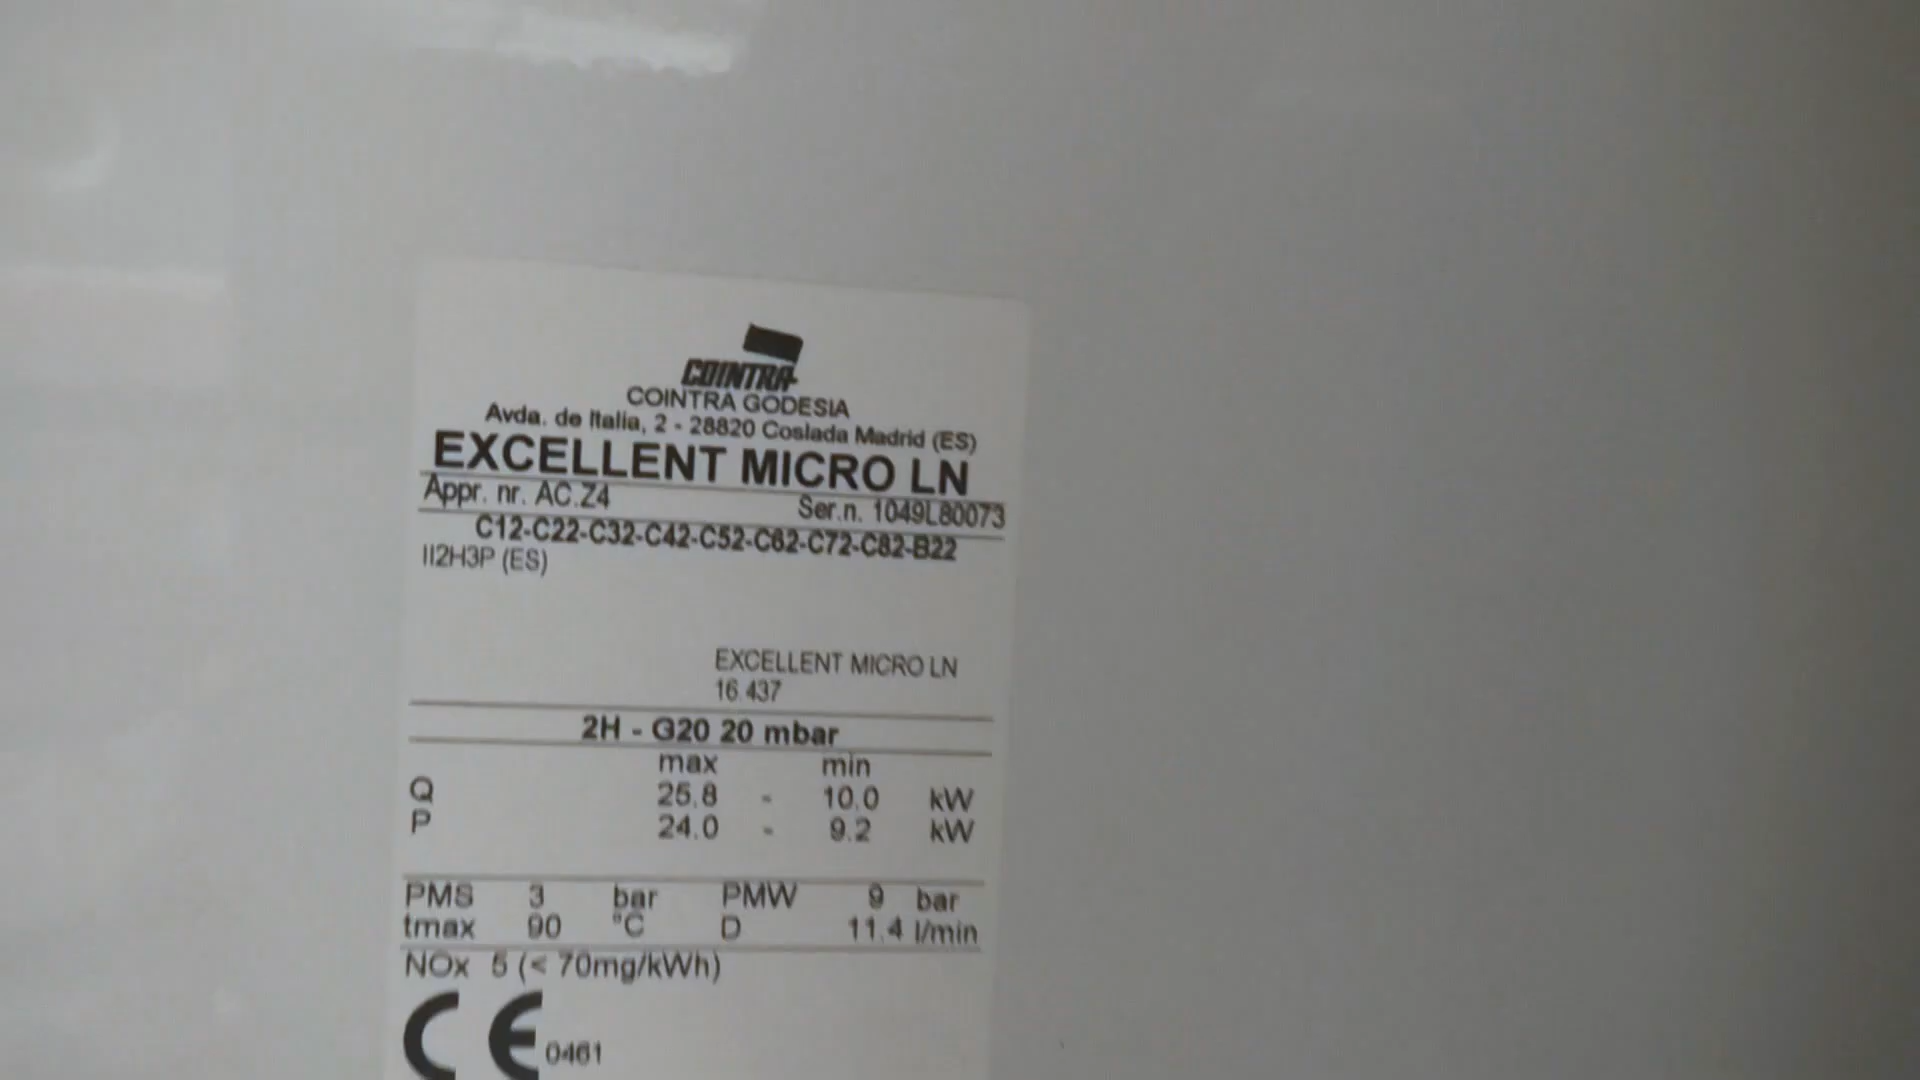 COINTRA
COINTRA GODESIA
Avda. de Italia, 2 - 28820 Coslada Madrid (ES)
EXCELLENT MICRO LN
Appr. nr. AC.Z4 Ser.n. 1049L80073
C12-C22-C32-C42-C52-C62-C72-C82-B22
II2H3P (ES)
EXCELLENT MICRO LN
16.437
2H - G20 20 mbar
max min
Q 25.8 - 10.0 kW
P 24.0 - 9.2 kW
PMS 3 bar PMW 9 bar
tmax 90 °C D 11.4 l/min
NOx 5 (< 70mg/kWh)
CE 0461